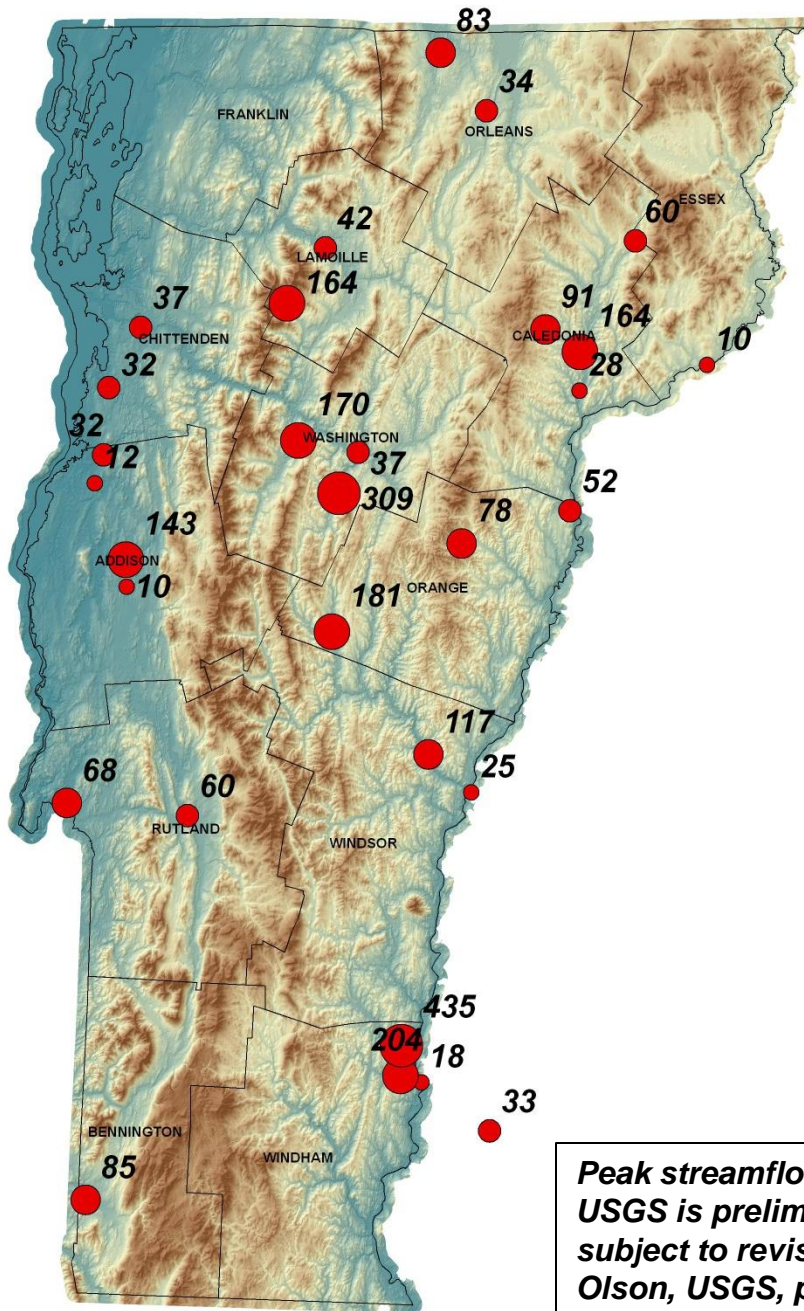 83
34
FRANKLIN
ORLEANS
ESSEX
60
42
LAMOILLE
164
91
164
CALEDONIA
28
10
37
CHITTENDEN
32
170
WASHINGTON
37
309
32
12
52
78
143
ADDISON
10
ORANGE
181
117
25
68
60
RUTLAND
WINDSOR
435
204
18
33
BENNINGTON
WINDHAM
85
Peak streamflo
USGS is prelim
subject to revis
Olson, USGS, p